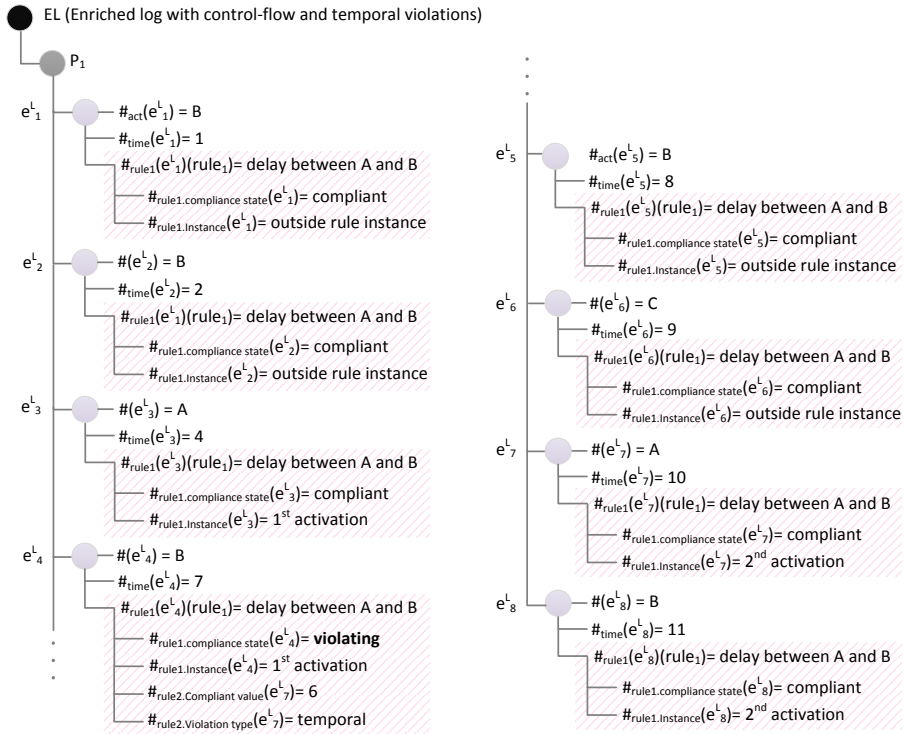 EL (Enriched log with control-flow and temporal violations)
P1
e^L_1
#act(e^L_1) = B
#time(e^L_1)= 1
#rule1(e^L_1)(rule1)= delay between A and B
#rule1.compliance state(e^L_1)= compliant
#rule1.Instance(e^L_1)= outside rule instance
e^L_2
#(e^L_2) = B
#time(e^L_2)= 2
#rule1(e^L_1)(rule1)= delay between A and B
#rule1.compliance state(e^L_2)= compliant
#rule1.Instance(e^L_2)= outside rule instance
e^L_3
#(e^L_3) = A
#time(e^L_3)= 4
#rule1(e^L_3)(rule1)= delay between A and B
#rule1.compliance state(e^L_3)= compliant
#rule1.Instance(e^L_3)= 1st activation
e^L_4
#(e^L_4) = B
#time(e^L_4)= 7
#rule1(e^L_4)(rule1)= delay between A and B
#rule1.compliance state(e^L_4)= violating
#rule1.Instance(e^L_4)= 1st activation
#rule2.Compliant value(e^L_7)= 6
#rule2.Violation type(e^L_7)= temporal
e^L_5
#act(e^L_5) = B
#time(e^L_5)= 8
#rule1(e^L_5)(rule1)= delay between A and B
#rule1.compliance state(e^L_5)= compliant
#rule1.Instance(e^L_5)= outside rule instance
e^L_6
#(e^L_6) = C
#time(e^L_6)= 9
#rule1(e^L_6)(rule1)= delay between A and B
#rule1.compliance state(e^L_6)= compliant
#rule1.Instance(e^L_6)= outside rule instance
e^L_7
#(e^L_7) = A
#time(e^L_7)= 10
#rule1(e^L_7)(rule1)= delay between A and B
#rule1.compliance state(e^L_7)= compliant
#rule1.Instance(e^L_7)= 2nd activation
e^L_8
#(e^L_8) = B
#time(e^L_8)= 11
#rule1(e^L_8)(rule1)= delay between A and B
#rule1.compliance state(e^L_8)= compliant
#rule1.Instance(e^L_8)= 2nd activation